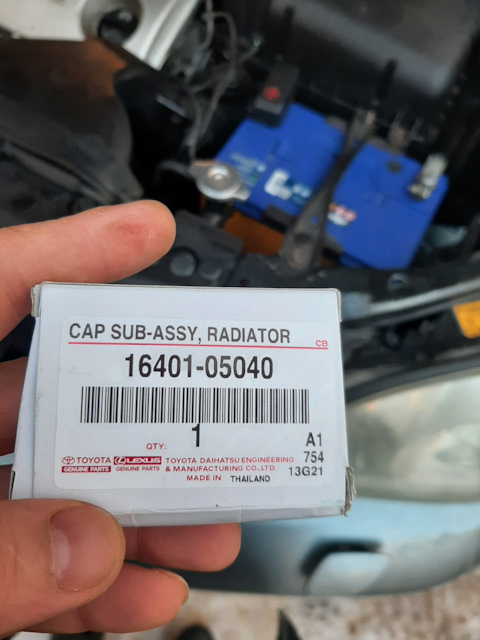 CAP SUB-ASSY, RADIATOR
CB
16401-05040
QTY: 1
A1
TOYOTA LEXUS TOYOTA DAIHATSU ENGINEERING 754
GENUINE PARTS GENUINE PARTS & MANUFACTURING CO.,LTD. 13G21
MADE IN THAILAND